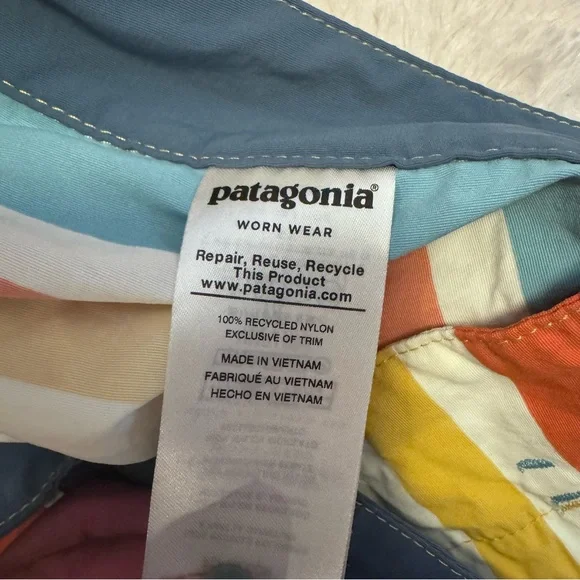 patagonia®
WORN WEAR
Repair, Reuse, Recycle
This Product
www.patagonia.com
100% RECYCLED NYLON
EXCLUSIVE OF TRIM
MADE IN VIETNAM
FABRIQUÉ AU VIETNAM
HECHO EN VIETNAM